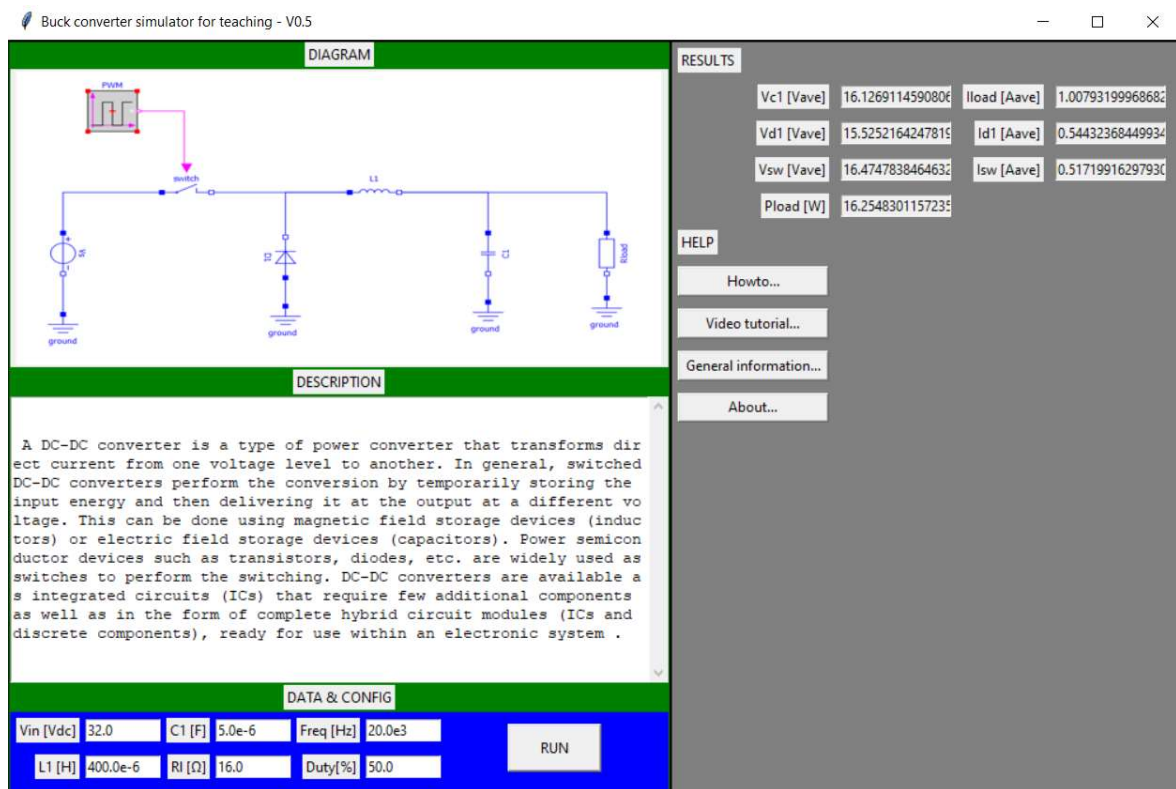 Buck converter simulator for teaching - V0.5
DIAGRAM
PWM
switch
L1
Vs
D1
C1
Rload
ground
ground
ground
ground
DESCRIPTION
A DC-DC converter is a type of power converter that transforms dir
ect current from one voltage level to another. In general, switched
DC-DC converters perform the conversion by temporarily storing the
input energy and then delivering it at the output at a different vo
ltage. This can be done using magnetic field storage devices (induc
tors) or electric field storage devices (capacitors). Power semicon
ductor devices such as transistors, diodes, etc. are widely used as
switches to perform the switching. DC-DC converters are available a
s integrated circuits (ICs) that require few additional components
as well as in the form of complete hybrid circuit modules (ICs and
discrete components), ready for use within an electronic system .
DATA & CONFIG
Vin [Vdc] 32.0 C1 [F] 5.0e-6 Freq [Hz] 20.0e3
L1 [H] 400.0e-6 Rl [Ω] 16.0 Duty[%] 50.0
RUN
RESULTS
Vc1 [Vave] 16.1269114590806 Iload [Aave] 1.00793199968682
Vd1 [Vave] 15.5252164247819 Id1 [Aave] 0.54432368449934
Vsw [Vave] 16.4747838464632 Isw [Aave] 0.51719916297930
Pload [W] 16.2548301157235
HELP
Howto...
Video tutorial...
General information...
About...